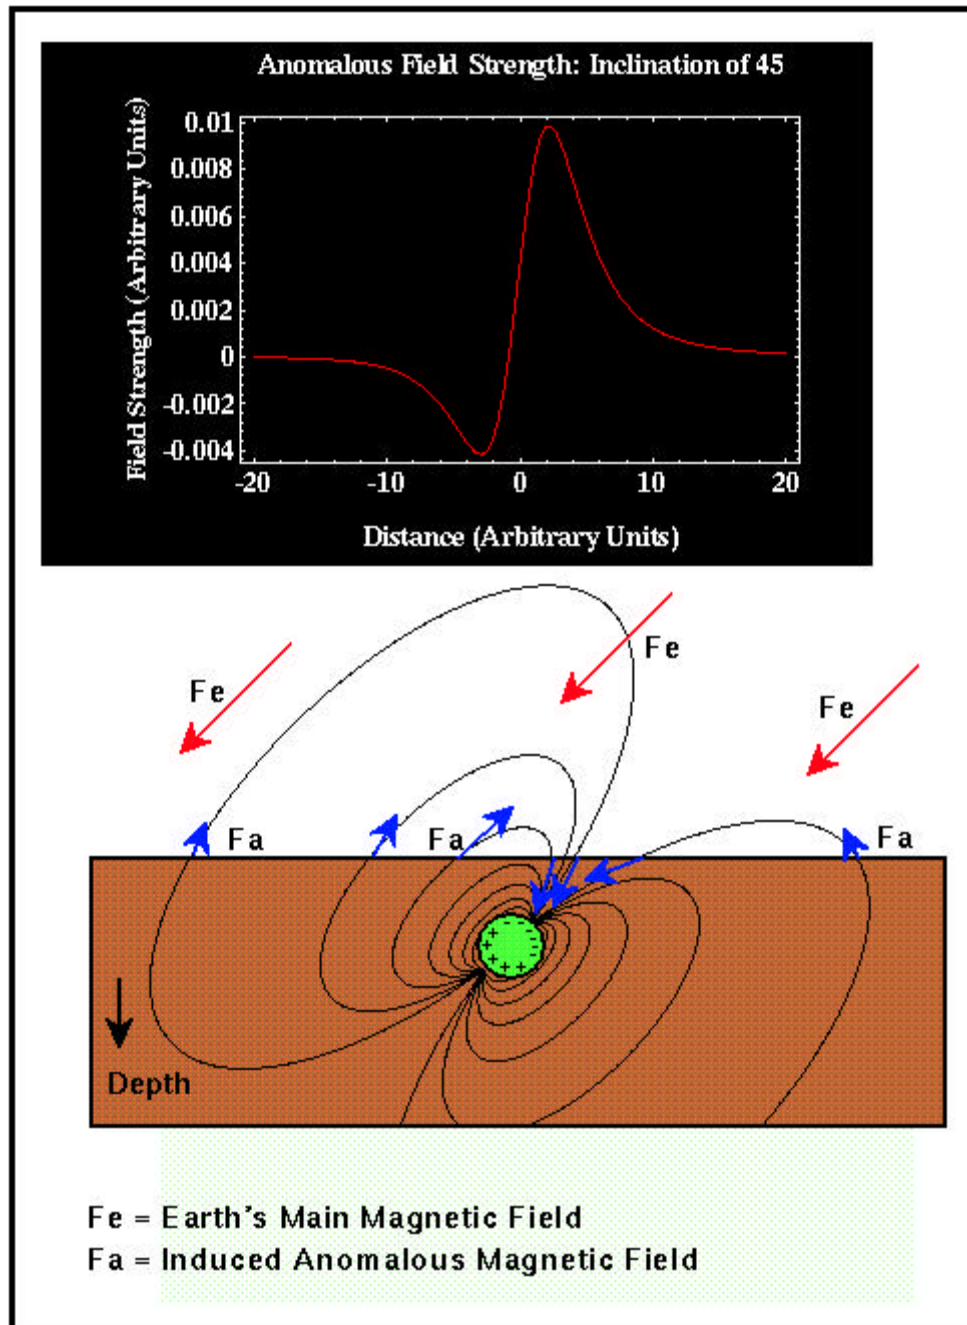 Anomalous Field Strength: Inclination of 45
Field Strength (Arbitrary Units)
0.01
0.008
0.006
0.004
0.002
0
-0.002
-0.004
-20 -10 0 10 20
Distance (Arbitrary Units)
Fe
Fe
Fe
Fa
Fa
Fa
Depth
Fe = Earth's Main Magnetic Field
Fa = Induced Anomalous Magnetic Field